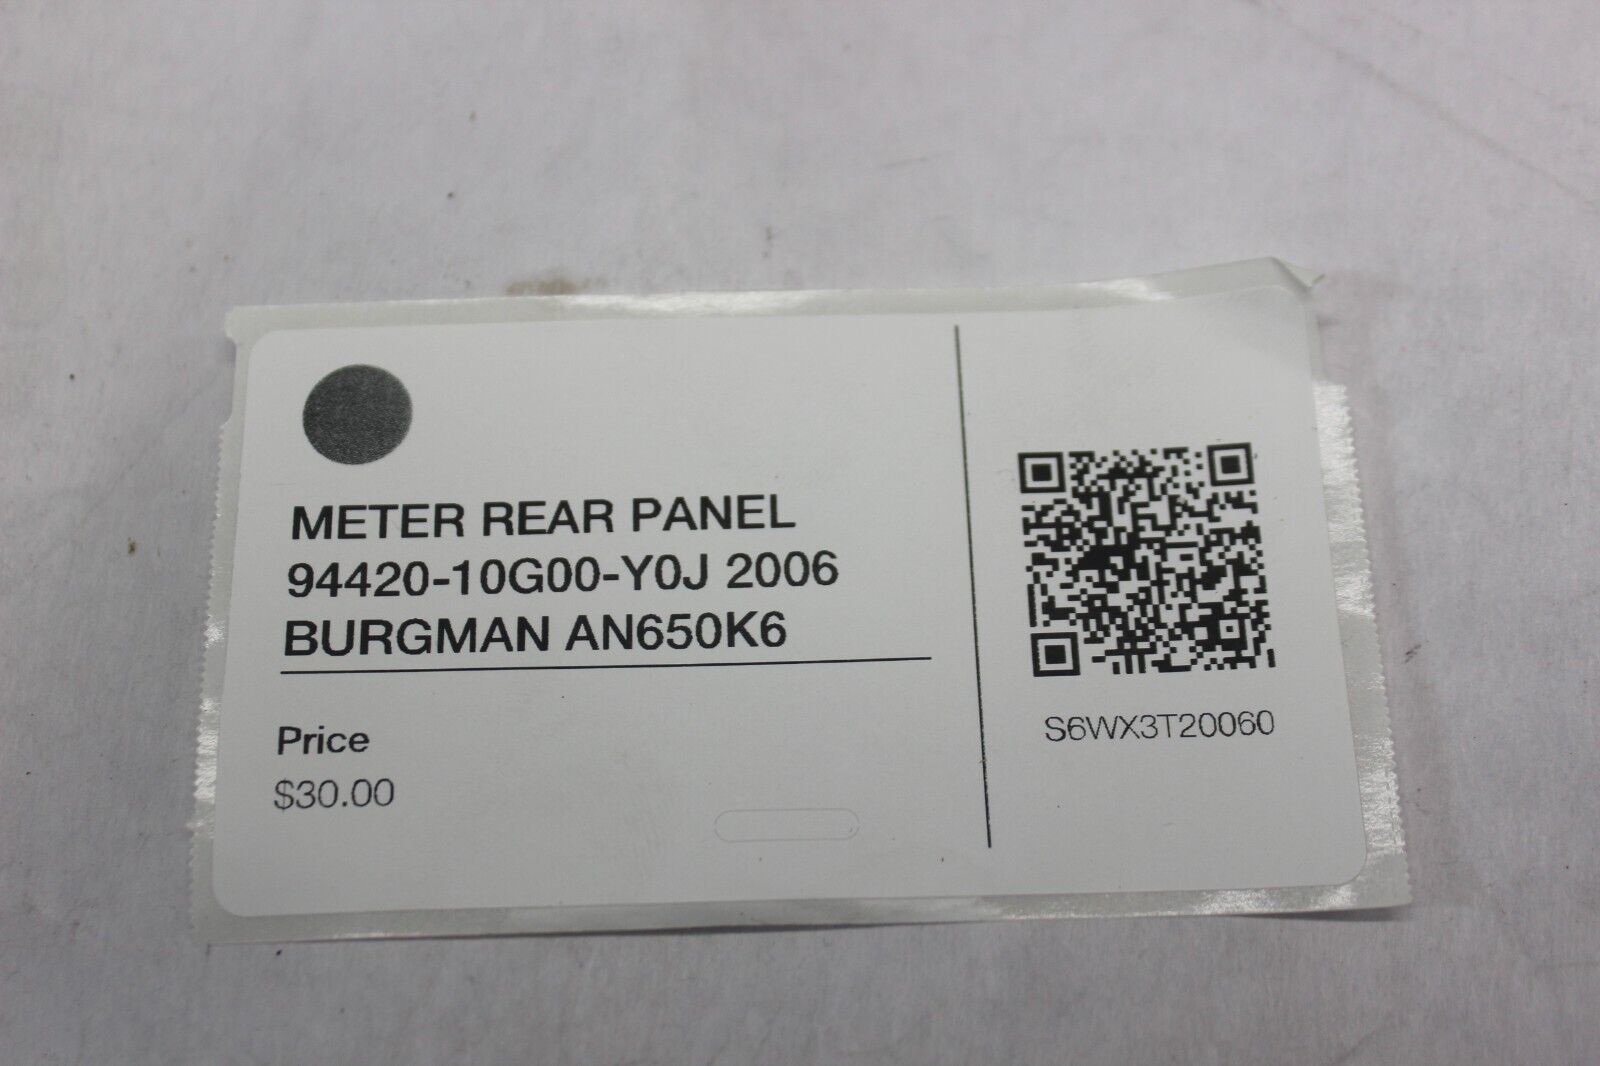 METER REAR PANEL
94420-10G00-Y0J 2006
BURGMAN AN650K6
Price
$30.00
S6WX3T20060